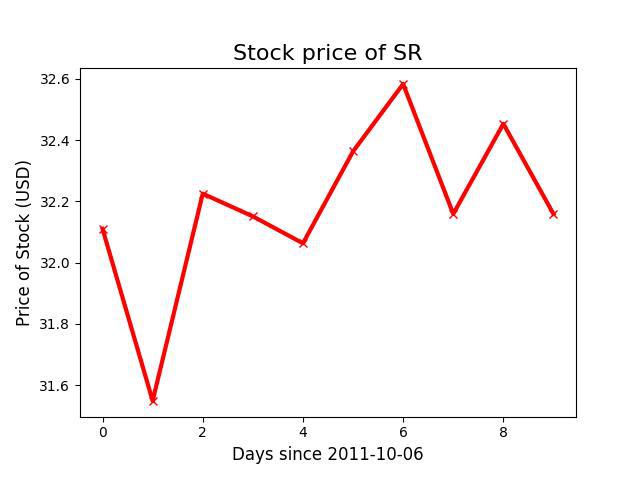 Stock price of SR
Price of Stock (USD)
32.6
32.4
32.2
32.0
31.8
31.6
0 2 4 6 8
Days since 2011-10-06